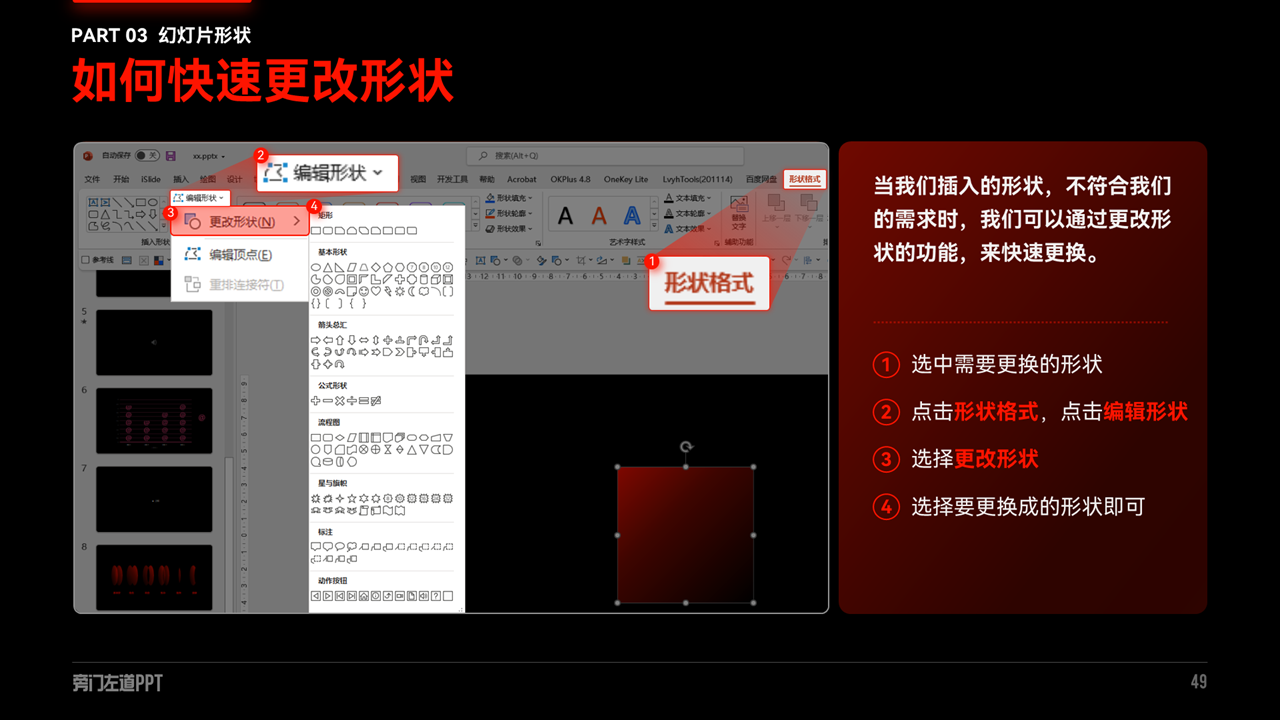 PART 03 幻灯片形状
如何快速更改形状
自动保存 关 xx.pptx
搜索(Alt+Q)
文件 开始 iSlide 插入 绘图 设计 视图 开发工具 帮助 Acrobat OKPlus 4.8 OneKey Lite LvyhTools(201114) 百度网盘 形状格式
2
编辑形状
编辑形状
3
更改形状(N)
编辑顶点(E)
重排连接符(T)
4
矩形
基本形状
箭头总汇
公式形状
流程图
星与旗帜
标注
动作按钮
形状填充
形状轮廓
形状效果
A A A
艺术字样式
文本填充
文本轮廓
文本效果
替换文字
辅助功能
上移一层
下移一层
插入形状
参考线
1
形状格式
5
6
7
8
当我们插入的形状，不符合我们
的需求时，我们可以通过更改形
状的功能，来快速更换。
1 选中需要更换的形状
2 点击形状格式，点击编辑形状
3 选择更改形状
4 选择要更换成的形状即可
旁门左道PPT
49